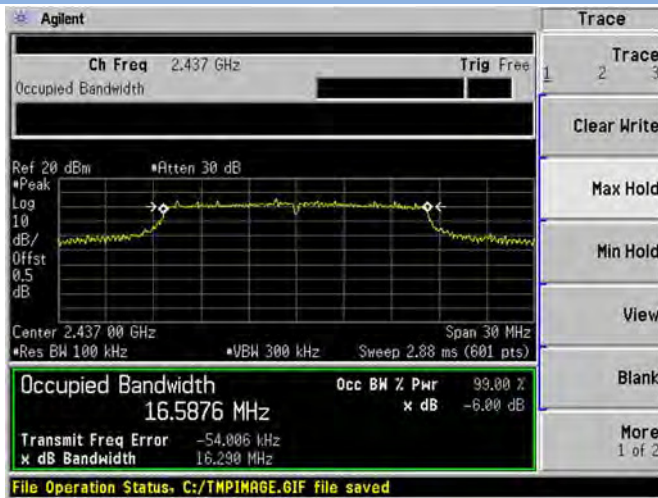 Agilent
Trace
Ch Freq 2.437 GHz Trig Free
Occupied Bandwidth
Trace
1 2 3
Clear Write
Max Hold
Min Hold
View
Blank
More
1 of 2
Ref 20 dBm #Atten 30 dB
#Peak
Log
10
dB/
Offst
0.5
dB
Center 2.437 00 GHz Span 30 MHz
#Res BW 100 kHz #VBW 300 kHz Sweep 2.88 ms (601 pts)
Occupied Bandwidth Occ BW % Pwr 99.00 %
16.5876 MHz x dB -6.00 dB
Transmit Freq Error -54.006 kHz
x dB Bandwidth 16.290 MHz
File Operation Status, C:/TMPIMAGE.GIF file saved